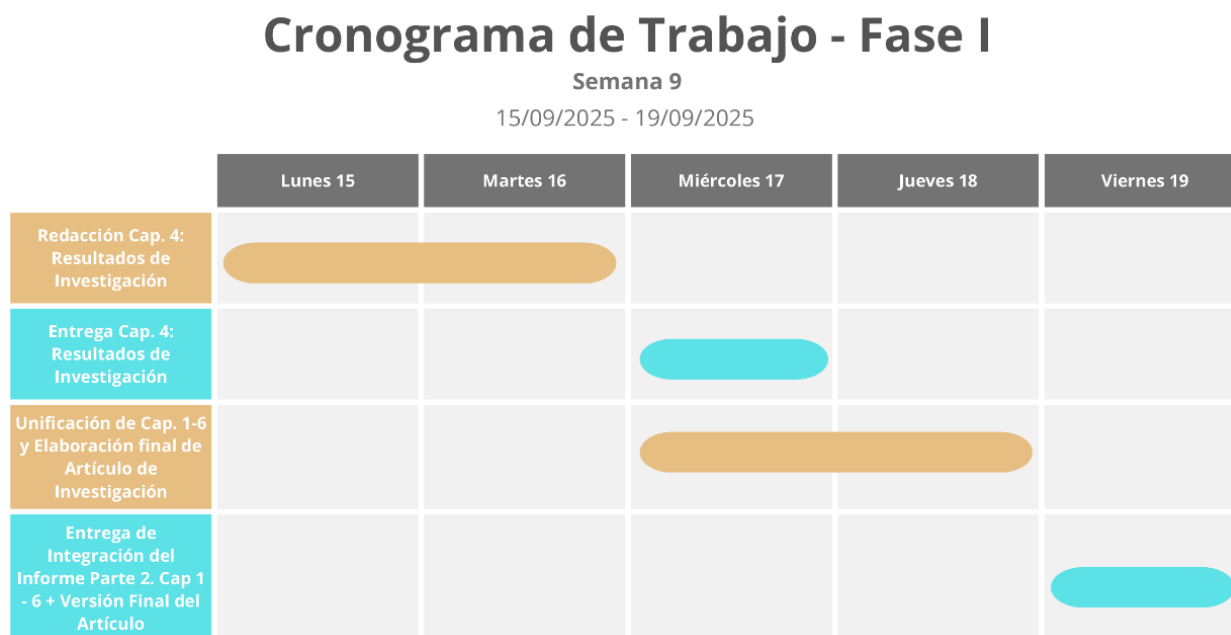 Cronograma de Trabajo - Fase I
Semana 9
15/09/2025 - 19/09/2025
Lunes 15
Martes 16
Miércoles 17
Jueves 18
Viernes 19
Redacción Cap. 4:
Resultados de
Investigación
Entrega Cap. 4:
Resultados de
Investigación
Unificación de Cap. 1-6
y Elaboración final de
Artículo de
Investigación
Entrega de
Integración del
Informe Parte 2. Cap 1
- 6 + Versión Final del
Artículo